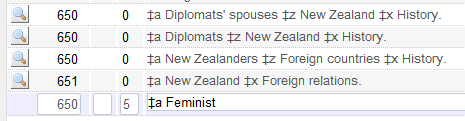 650 0 ‡a Diplomats' spouses ‡z New Zealand ‡x History.
650 0 ‡a Diplomats ‡z New Zealand ‡x History.
650 0 ‡a New Zealanders ‡z Foreign countries ‡x History.
651 0 ‡a New Zealand ‡x Foreign relations.
650 5 ‡a Feminist